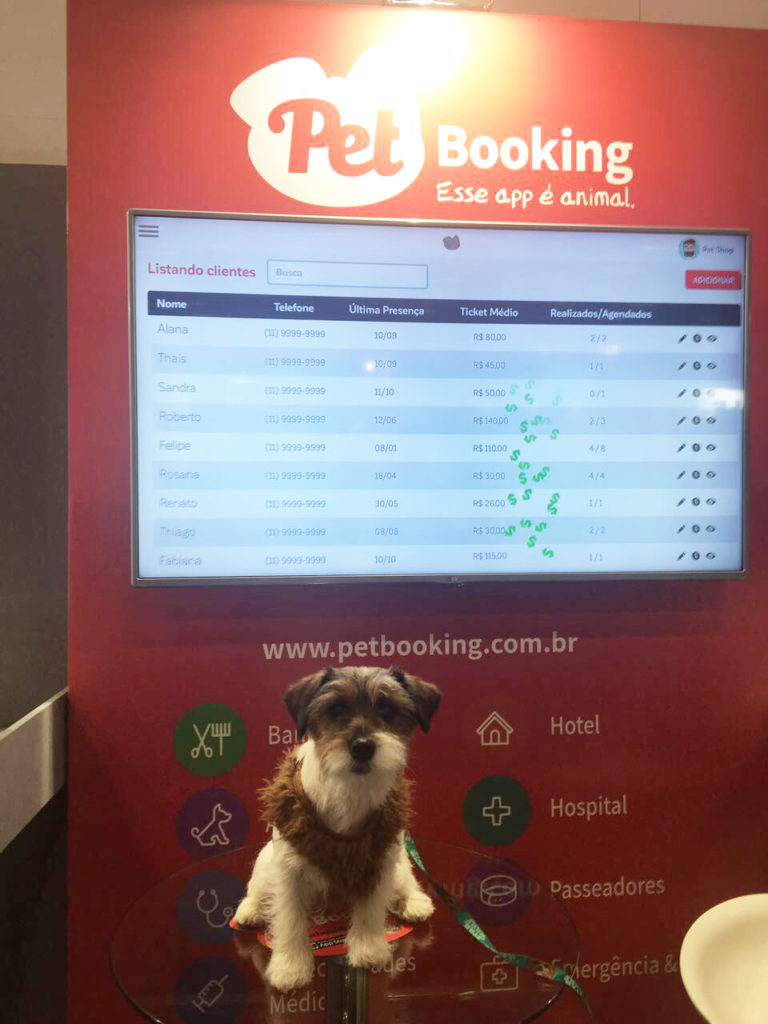 Pet Booking
Esse app é animal.
Pet Shop
Listando clientes
Busca
ADICIONAR
Nome Telefone Última Presença Ticket Médio Realizados/Agendados
Alana (11) 9999-9999 10/09 R$ 80,00 2/2
Thais (11) 9999-9999 10/09 R$ 45,00 1/1
Sandra (11) 9999-9999 11/10 R$ 50,00 0/1
Roberto (11) 9999-9999 12/06 R$ 140,00 2/3
Felipe (11) 9999-9999 08/01 R$ 110,00 4/8
Rosana (11) 9999-9999 18/04 R$ 30,00 4/4
Renato (11) 9999-9999 30/05 R$ 26,00 1/1
Thiago (11) 9999-9999 08/08 R$ 30,00 2/2
Fabiana (11) 9999-9999 10/10 R$ 115,00 1/1
www.petbooking.com.br
Hotel
Hospital
Passeadores
Emergência &